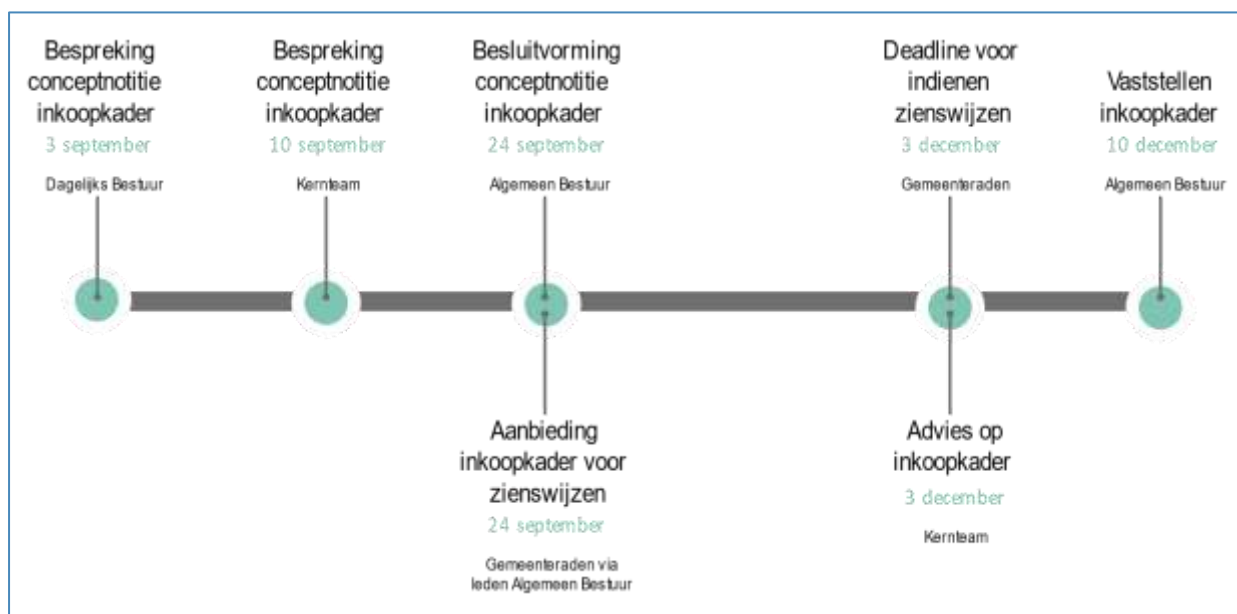 Bespreking
conceptnotitie
inkoopkader
3 september
Dagelijks Bestuur
Bespreking
conceptnotitie
inkoopkader
10 september
Kernteam
Besluitvorming
conceptnotitie
inkoopkader
24 september
Algemeen Bestuur
Deadline voor
indienen
zienswijzen
3 december
Gemeenteraden
Vaststellen
inkoopkader
10 december
Algemeen Bestuur
Aanbieding
inkoopkader voor
zienswijzen
24 september
Gemeenteraden via
leden Algemeen Bestuur
Advies op
inkoopkader
3 december
Kernteam